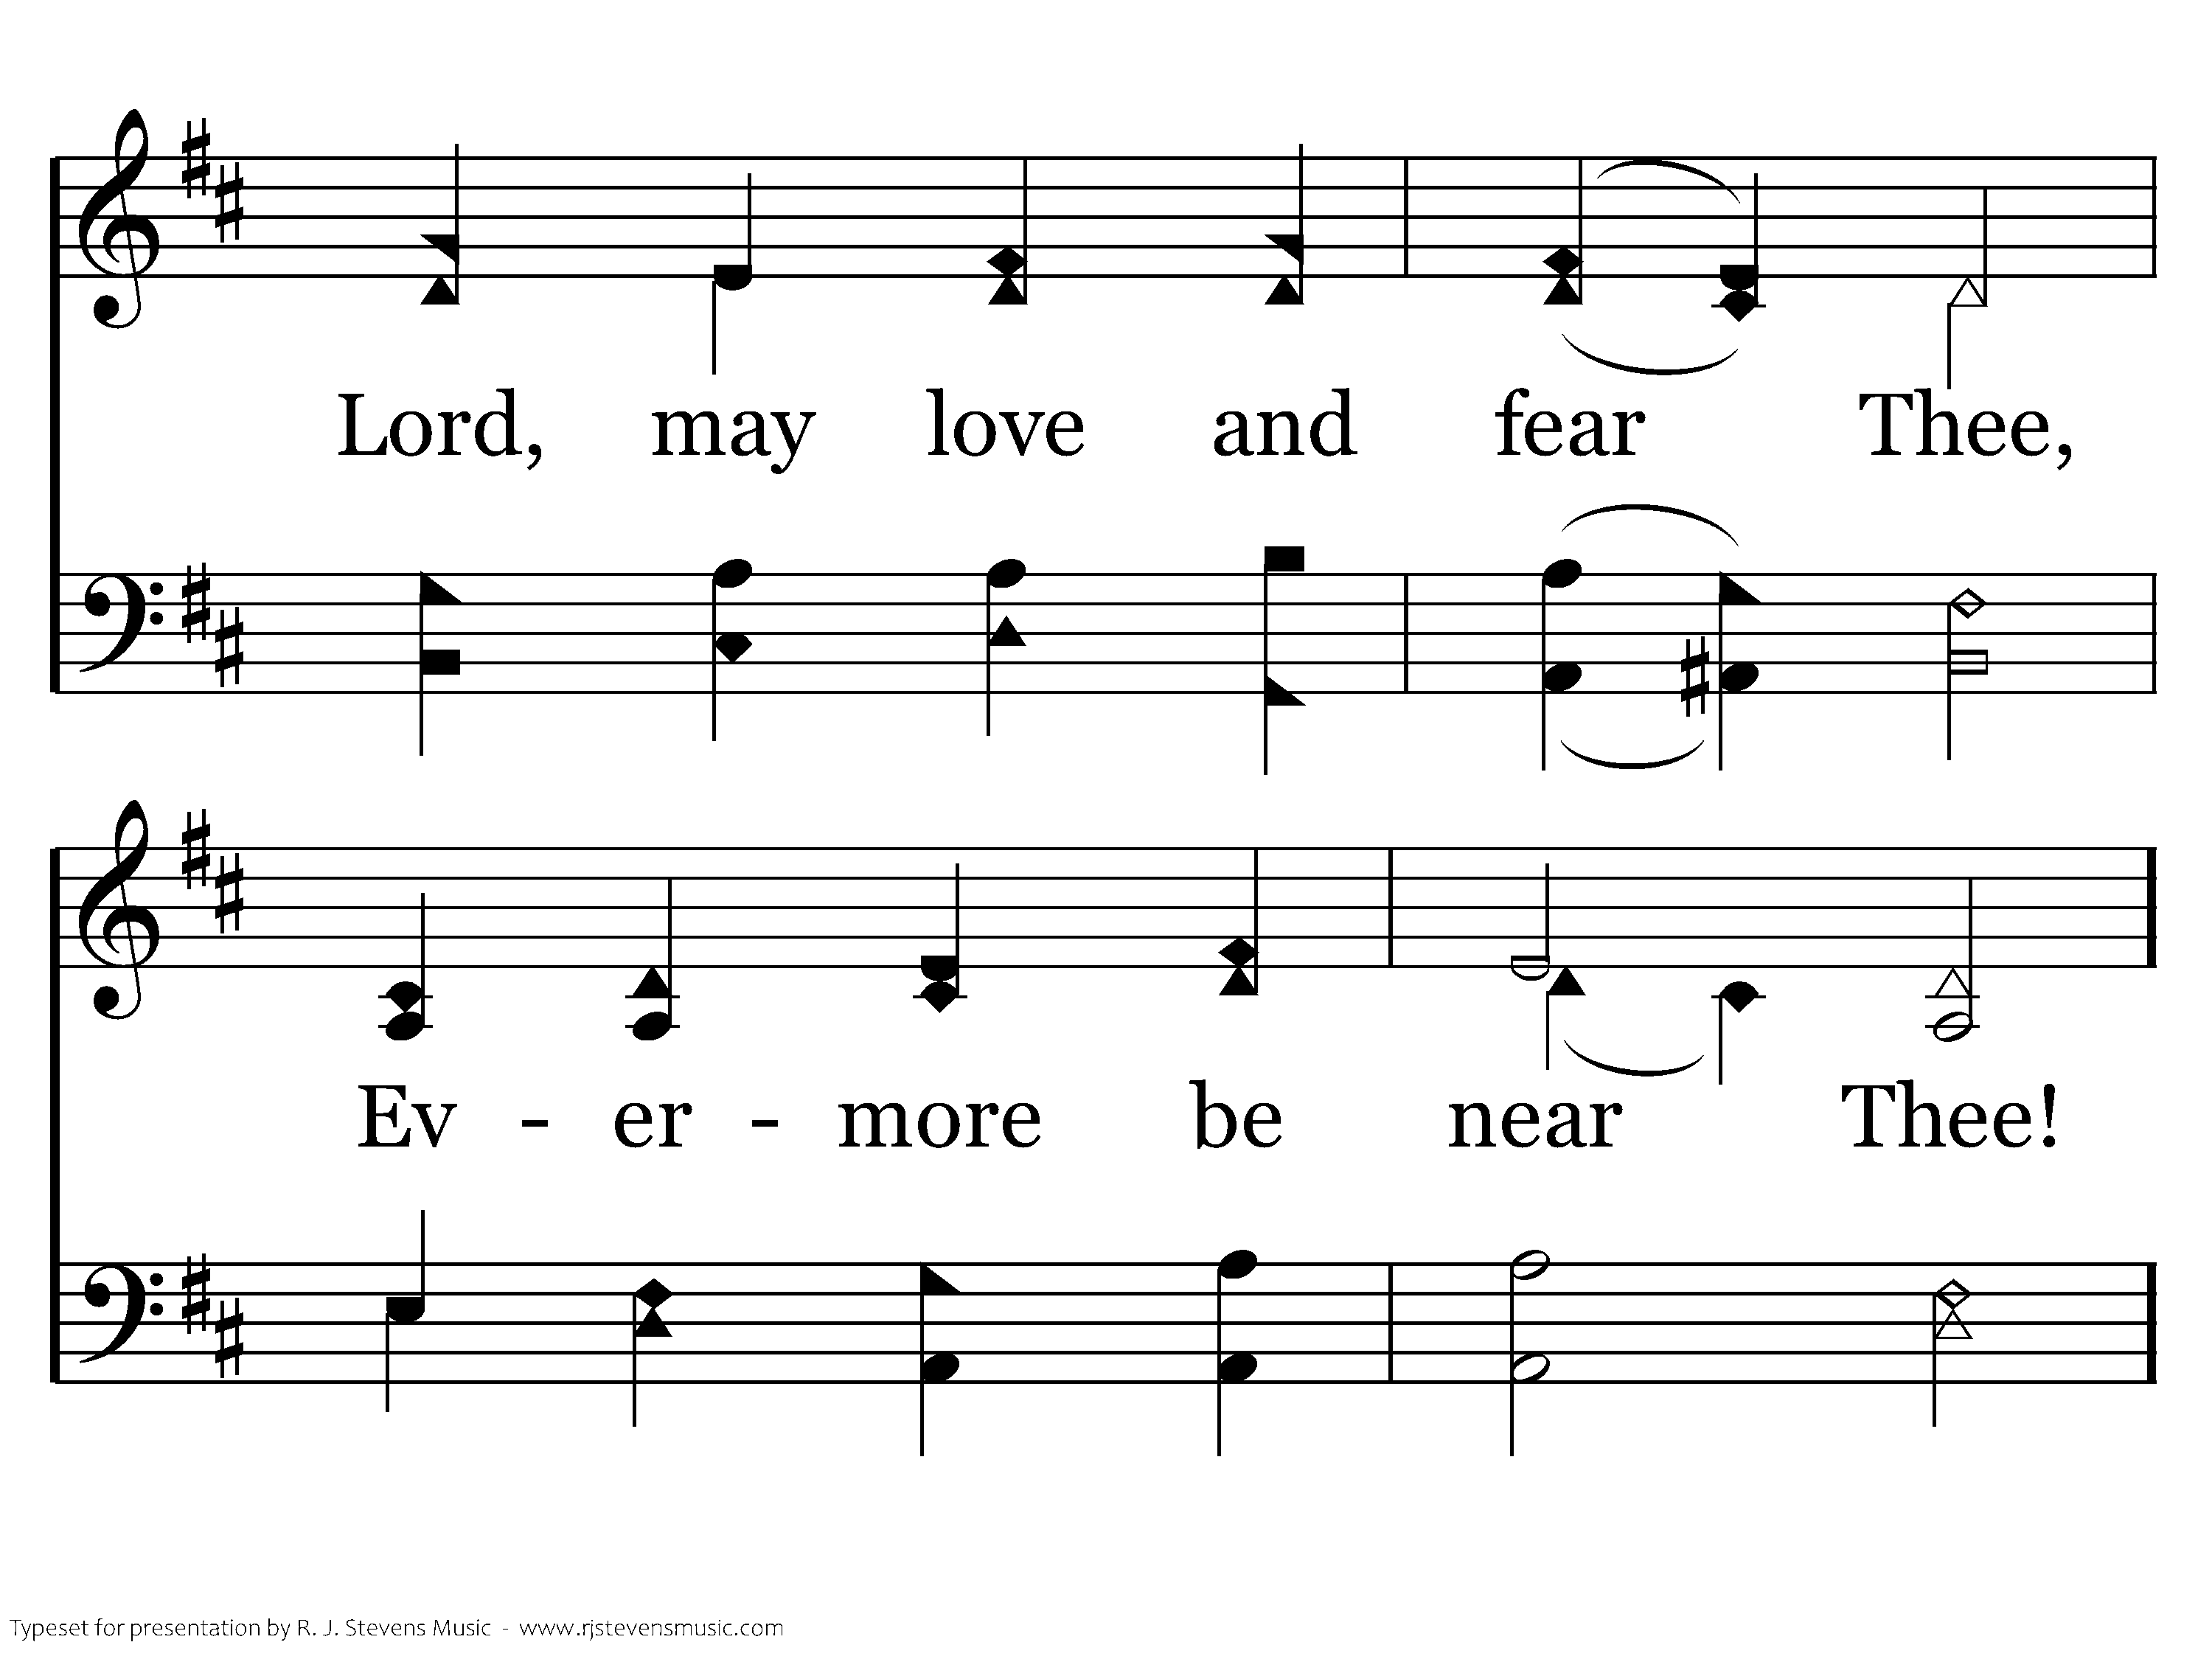 Lord, may love and fear Thee,
Ev - er - more be near Thee!
Typeset for presentation by R. J. Stevens Music - www.rjstevensmusic.com